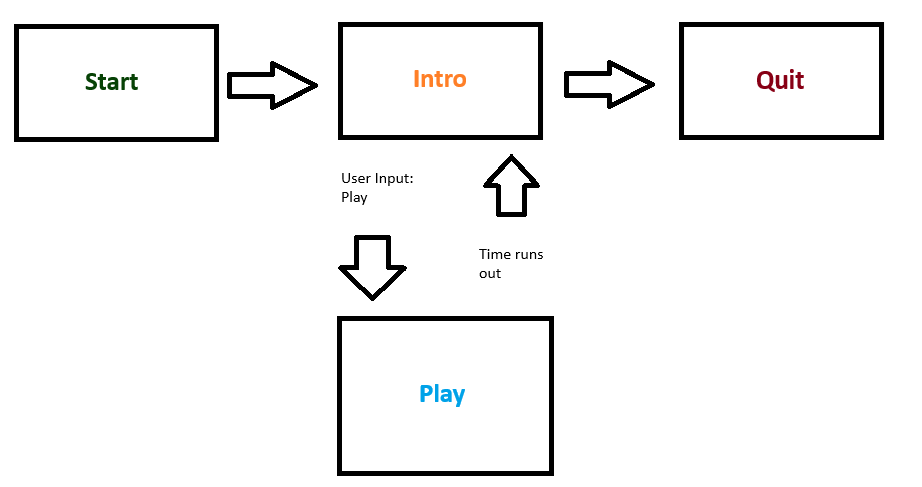 Start
Intro
Quit
User Input:
Play
Time runs
out
Play